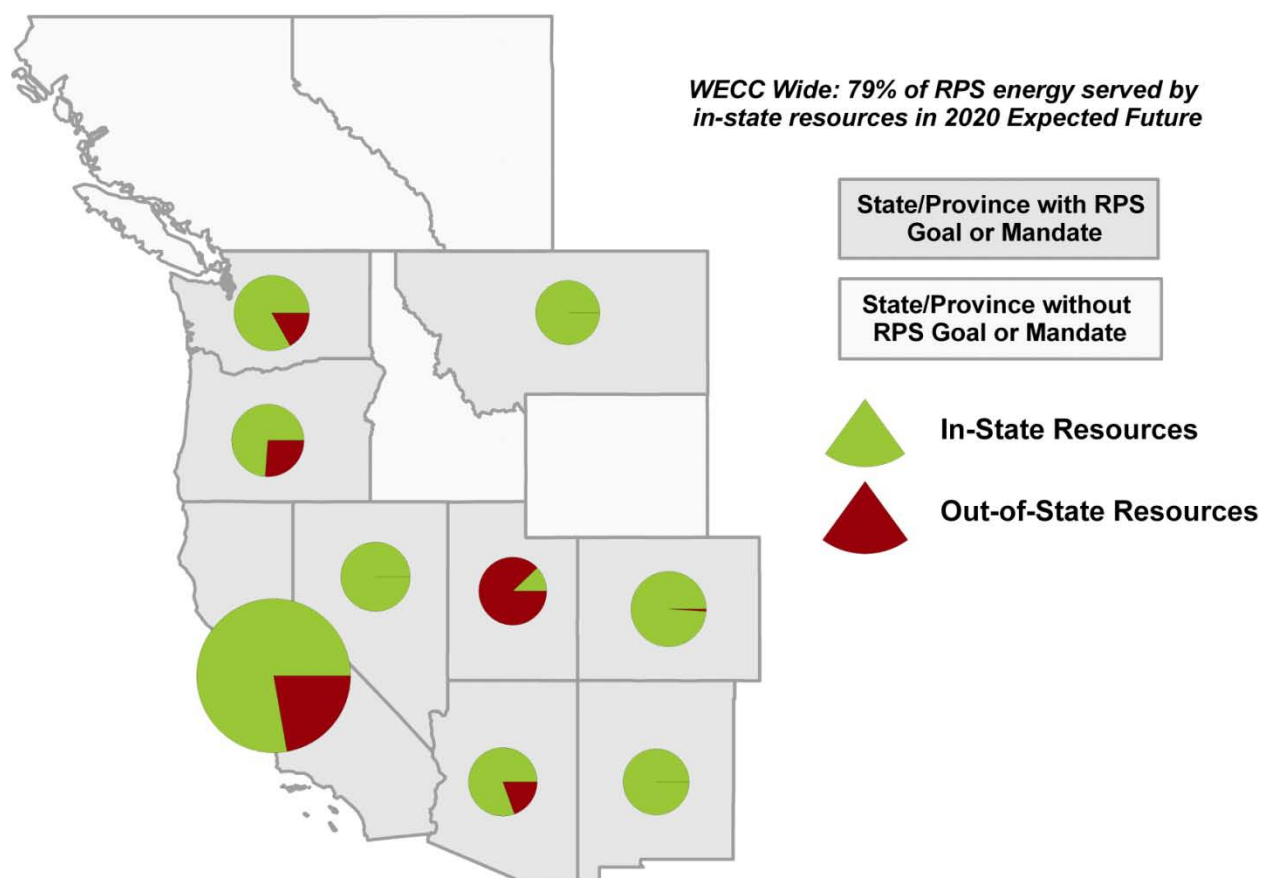 WECC Wide: 79% of RPS energy served by
in-state resources in 2020 Expected Future
State/Province with RPS
Goal or Mandate
State/Province without
RPS Goal or Mandate
In-State Resources
Out-of-State Resources